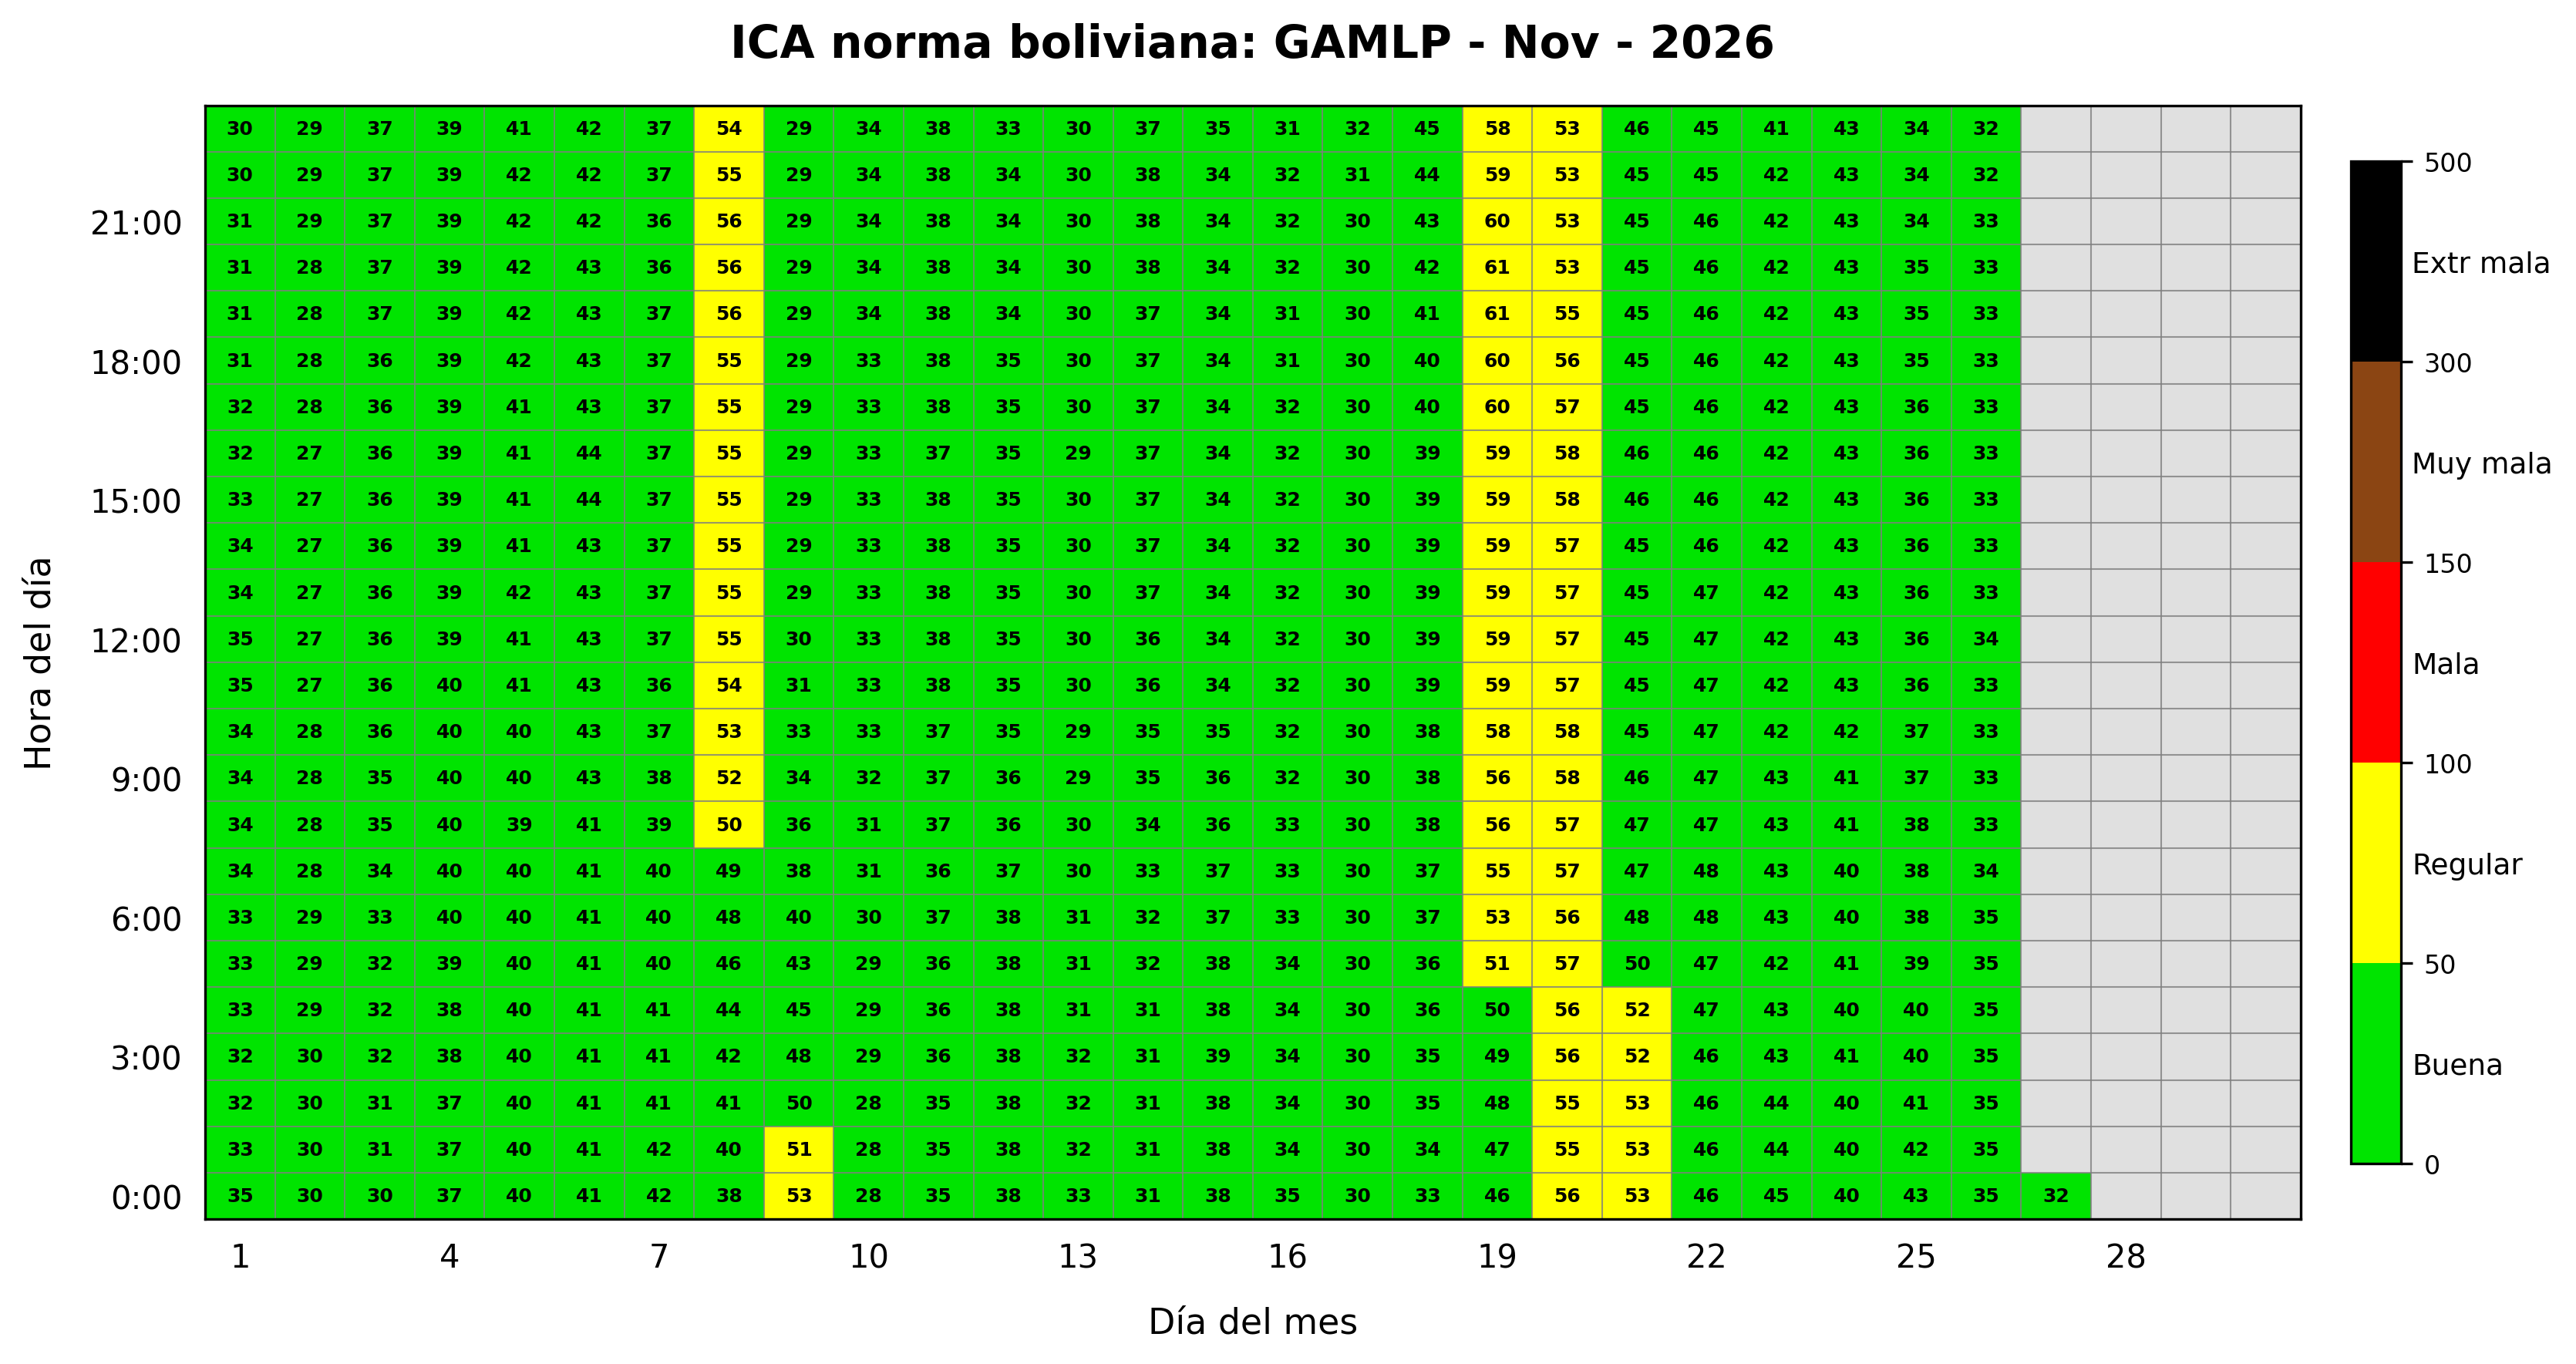 ICA norma boliviana: GAMLP - Nov - 2026
30 29 37 39 41 42 37 54 29 34 38 33 30 37 35 31 32 45 58 53 46 45 41 43 34 32
30 29 37 39 42 42 37 55 29 34 38 34 30 38 34 32 31 44 59 53 45 45 42 43 34 32
21:00 31 29 37 39 42 42 36 56 29 34 38 34 30 38 34 32 30 43 60 53 45 46 42 43 34 33
31 28 37 39 42 43 36 56 29 34 38 34 30 38 34 32 30 42 61 53 45 46 42 43 35 33
31 28 37 39 42 43 37 56 29 34 38 34 30 37 34 31 30 41 61 55 45 46 42 43 35 33
18:00 31 28 36 39 42 43 37 55 29 33 38 35 30 37 34 31 30 40 60 56 45 46 42 43 35 33
32 28 36 39 41 43 37 55 29 33 38 35 30 37 34 32 30 40 60 57 45 46 42 43 36 33
32 27 36 39 41 44 37 55 29 33 37 35 29 37 34 32 30 39 59 58 46 46 42 43 36 33
15:00 33 27 36 39 41 44 37 55 29 33 38 35 30 37 34 32 30 39 59 58 46 46 42 43 36 33
34 27 36 39 41 43 37 55 29 33 38 35 30 37 34 32 30 39 59 57 45 46 42 43 36 33
34 27 36 39 42 43 37 55 29 33 38 35 30 37 34 32 30 39 59 57 45 47 42 43 36 33
12:00 35 27 36 39 41 43 37 55 30 33 38 35 30 36 34 32 30 39 59 57 45 47 42 43 36 34
35 27 36 40 41 43 36 54 31 33 38 35 30 36 34 32 30 39 59 57 45 47 42 43 36 33
34 28 36 40 40 43 37 53 33 33 37 35 29 35 35 32 30 38 58 58 45 47 42 42 37 33
9:00 34 28 35 40 40 43 38 52 34 32 37 36 29 35 36 32 30 38 56 58 46 47 43 41 37 33
34 28 35 40 39 41 39 50 36 31 37 36 30 34 36 33 30 38 56 57 47 47 43 41 38 33
34 28 34 40 40 41 40 49 38 31 36 37 30 33 37 33 30 37 55 57 47 48 43 40 38 34
6:00 33 29 33 40 40 41 40 48 40 30 37 38 31 32 37 33 30 37 53 56 48 48 43 40 38 35
33 29 32 39 40 41 40 46 43 29 36 38 31 32 38 34 30 36 51 57 50 47 42 41 39 35
33 29 32 38 40 41 41 44 45 29 36 38 31 31 38 34 30 36 50 56 52 47 43 40 40 35
3:00 32 30 32 38 40 41 41 42 48 29 36 38 32 31 39 34 30 35 49 56 52 46 43 41 40 35
32 30 31 37 40 41 41 41 50 28 35 38 32 31 38 34 30 35 48 55 53 46 44 40 41 35
33 30 31 37 40 41 42 40 51 28 35 38 32 31 38 34 30 34 47 55 53 46 44 40 42 35
0:00 35 30 30 37 40 41 42 38 53 28 35 38 33 31 38 35 30 33 46 56 53 46 45 40 43 35 32
1 4 7 10 13 16 19 22 25 28
Día del mes
Hora del día
500
Extr mala
300
Muy mala
150
Mala
100
Regular
50
Buena
0